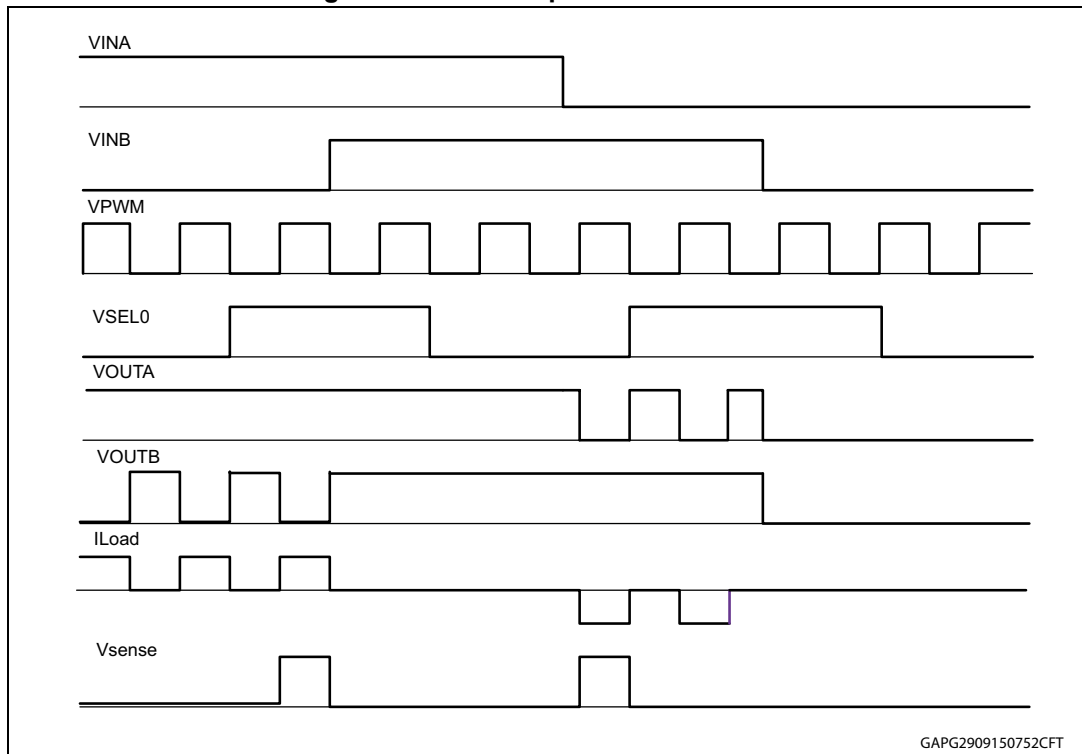 VINA
VINB
VPWM
VSEL0
VOUTA
VOUTB
ILoad
Vsense
GAPG2909150752CFT